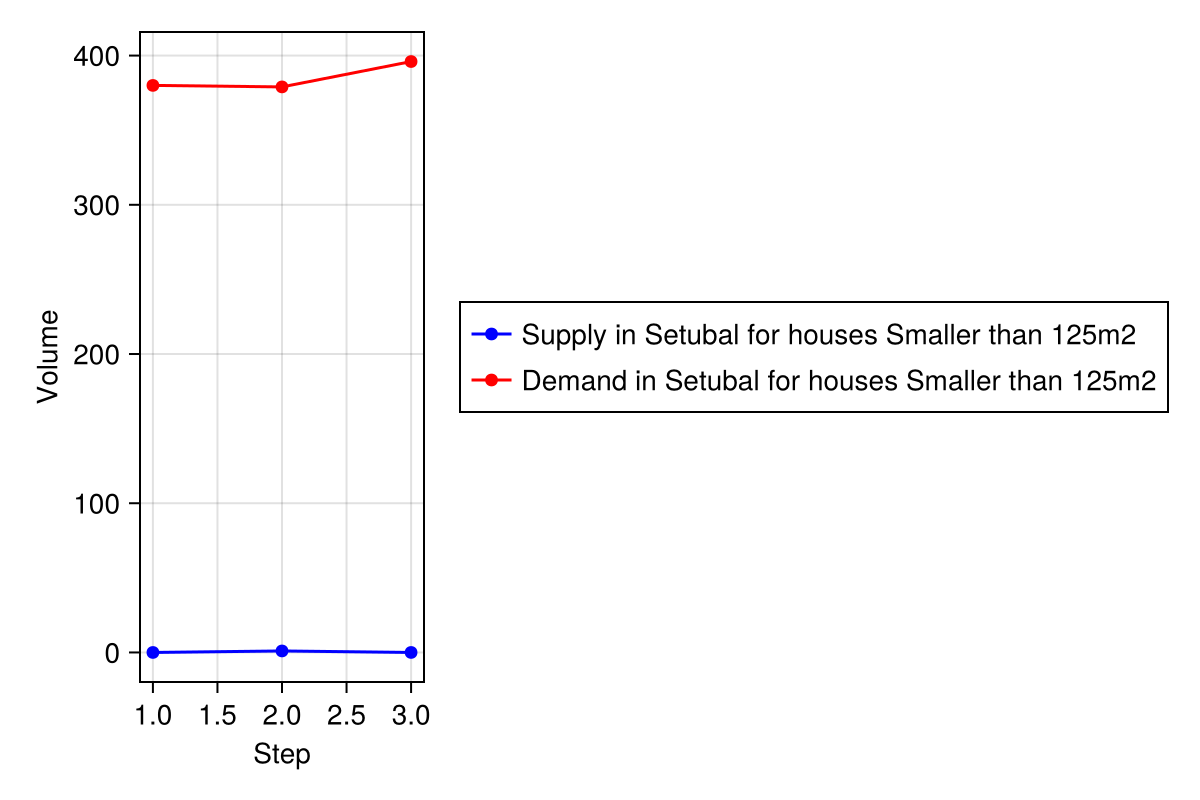 400
300
200
100
0
Volume
1.0 1.5 2.0 2.5 3.0
Step
Supply in Setubal for houses Smaller than 125m2
Demand in Setubal for houses Smaller than 125m2